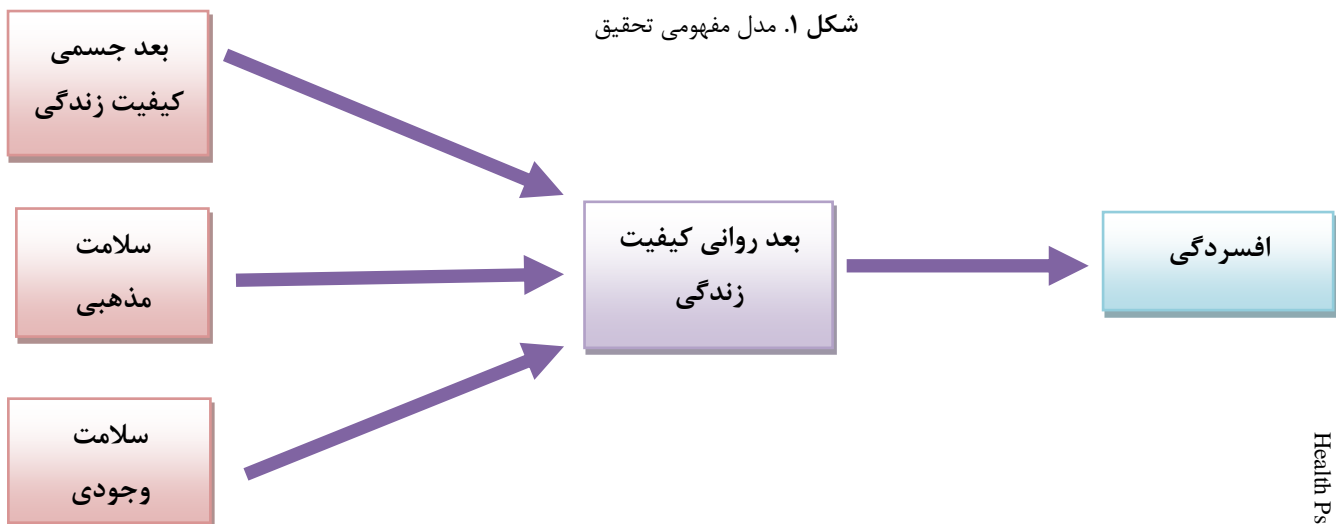 شکل ۱. مدل مفهومی تحقیق
بعد جسمی
کیفیت زندگی
سلامت
مذهبی
سلامت
وجودی
بعد روانی کیفیت
زندگی
افسردگی
Health Ps